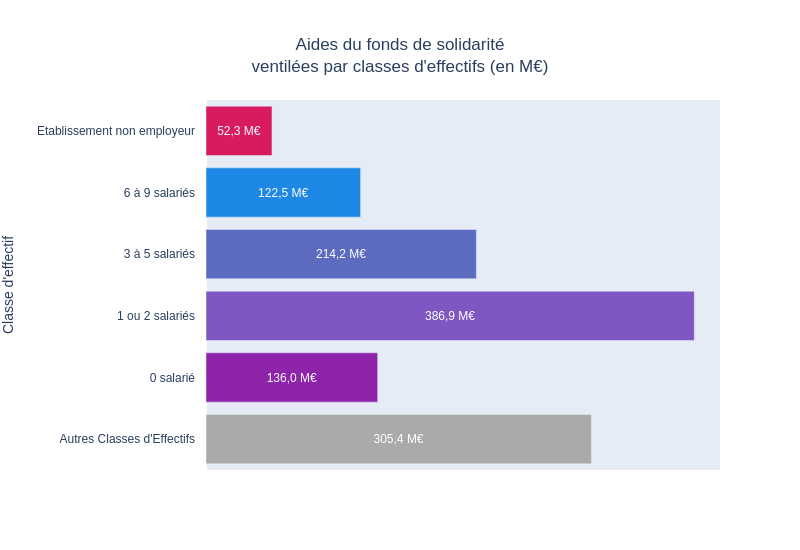 Aides du fonds de solidarité
ventilées par classes d'effectifs (en M€)
Classe d'effectif
Etablissement non employeur
52,3 M€
6 à 9 salariés
122,5 M€
3 à 5 salariés
214,2 M€
1 ou 2 salariés
386,9 M€
0 salarié
136,0 M€
Autres Classes d'Effectifs
305,4 M€